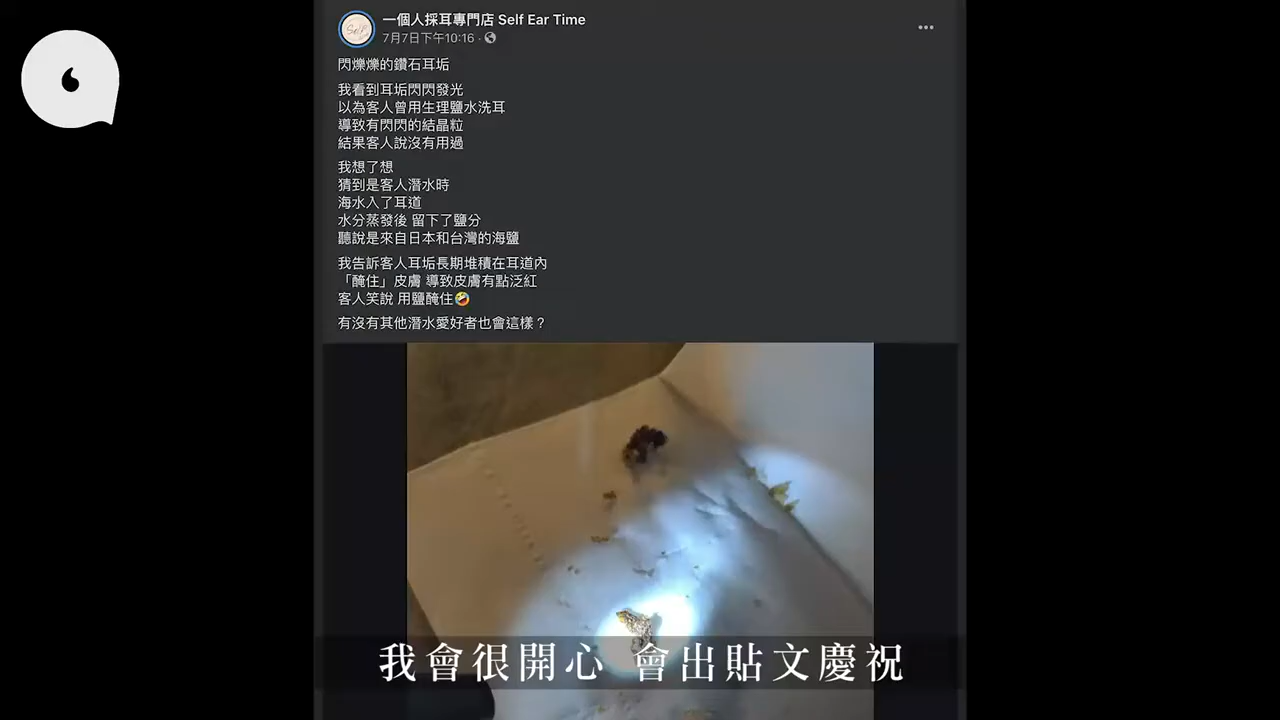 一個人採耳專門店 Self Ear Time
7月7日下午10:16
閃爍爍的鑽石耳垢
我看到耳垢閃閃發光
以為客人曾用生理鹽水洗耳
導致有閃閃的結晶粒
結果客人說沒有用過
我想了想
猜到是客人潛水時
海水入了耳道
水分蒸發後 留下了鹽分
聽說是來自日本和台灣的海鹽
我告訴客人耳垢長期堆積在耳道內
「醃住」皮膚 導致皮膚有點泛紅
客人笑說 用鹽醃住🤣
有沒有其他潛水愛好者也會這樣？
我會很開心 會出貼文慶祝